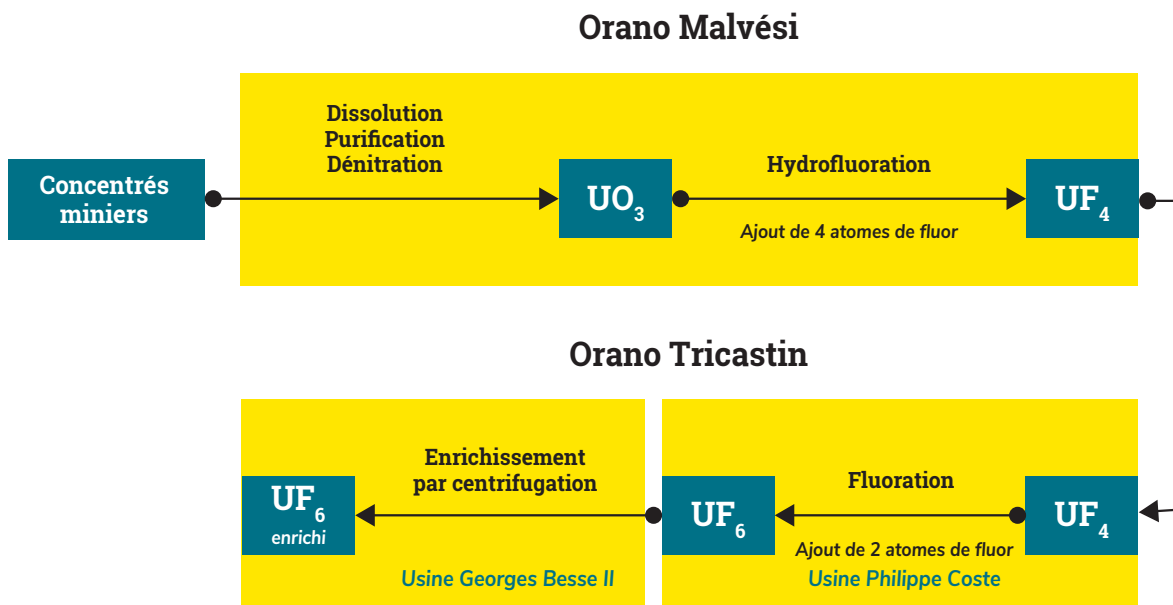 Orano Malvési
Dissolution
Purification
Dénitration
Concentrés
miniers
UO₃
Hydrofluoration
Ajout de 4 atomes de fluor
UF₄
Orano Tricastin
UF₆
enrichi
Enrichissement
par centrifugation
Usine Georges Besse II
UF₆
Fluoration
Ajout de 2 atomes de fluor
Usine Philippe Coste
UF₄